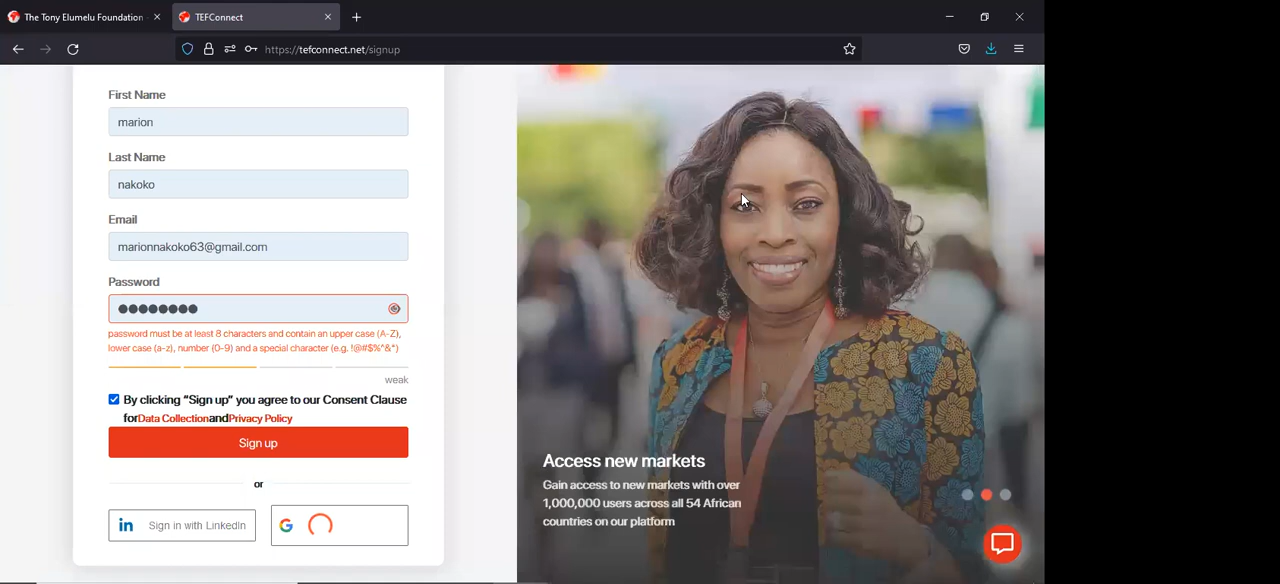 The Tony Elumelu Foundation
TEFConnect
https://tefconnect.net/signup
First Name
marion
Last Name
nakoko
Email
marionnakoko63@gmail.com
Password
password must be at least 8 characters and contain an upper case (A-Z),
lower case (a-z), number (0-9) and a special character (e.g. !@#$%^&*)
weak
By clicking “Sign up” you agree to our Consent Clause
forData CollectionandPrivacy Policy
Sign up
or
in Sign in with LinkedIn
G
Access new markets
Gain access to new markets with over
1,000,000 users across all 54 African
countries on our platform